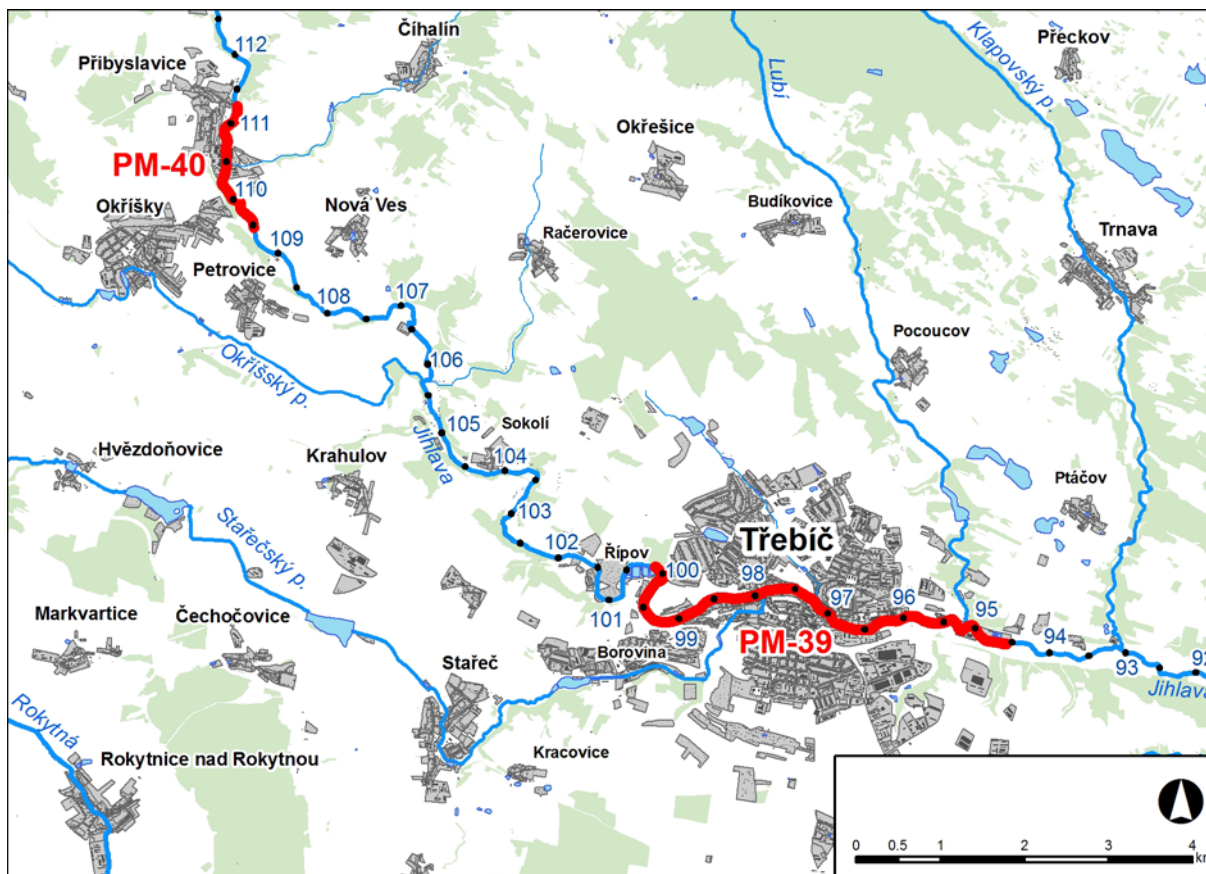 112
Číhalín
Přibyslavice
Přeckov
Klapovský p.
Lubí
111
PM-40
Okřešice
110
Okříšky
Nová Ves
Budíkovice
Račerovice
Trnava
109
Petrovice
108
107
Pocoucov
106
Okříšský p.
Jihlava
105
Sokolí
104
Hvězdoňovice
Krahulov
Ptáčov
103
Stařečský p.
Třebíč
102
Řípov
100
98
101
97
96
95
Markvartice
Čechočovice
99
PM-39
94
93
92
Borovina
Stařeč
Jihlava
Rokytná
Kracovice
Rokytnice nad Rokytnou
0 0.5 1 2 3 4
km